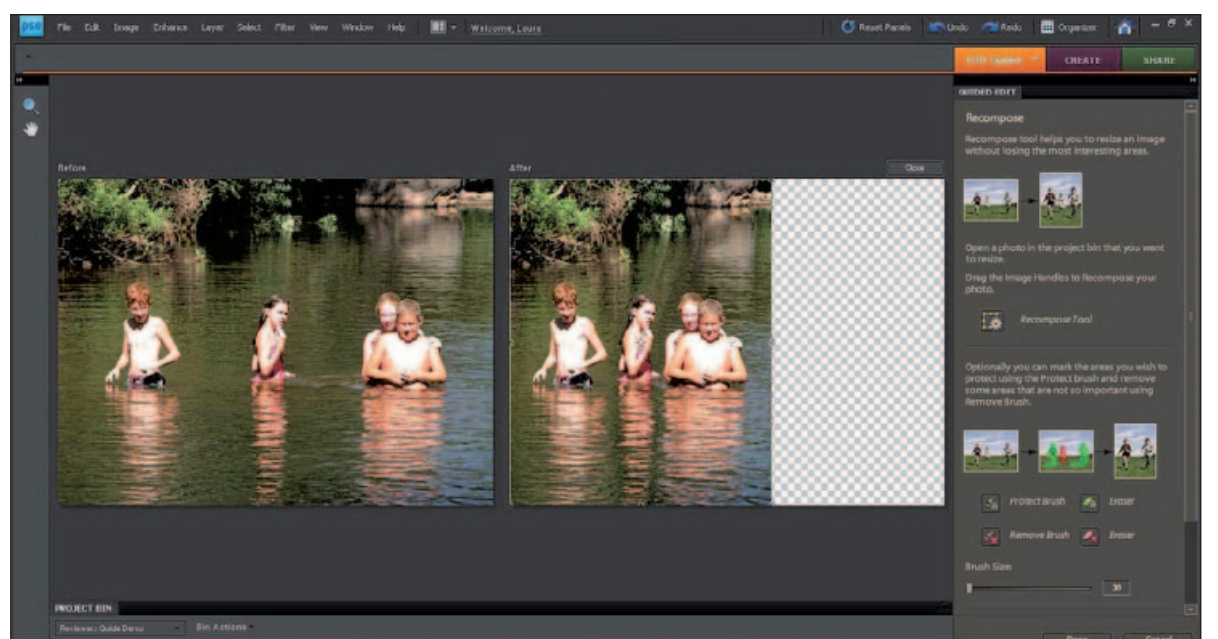 pse File Edit Image Enhance Layer Select Filter View Window Help Welcome, Laura Reset Panels Undo Redo Organizer
CREATE SHARE
GUIDED EDIT
Recompose
Recompose tool helps you to resize an image
without losing the most interesting areas.
Before After Close
Open a photo in the project bin that you want
to resize.
Drag the Image Handles to Recompose your
photo.
Recompose Tool
Optionally you can mark the areas you wish to
protect using the Protect brush and remove
some areas that are not so important using
Remove Brush.
Protect Brush Eraser
Remove Brush Eraser
Brush Size:
PROJECT BIN
Bin Actions